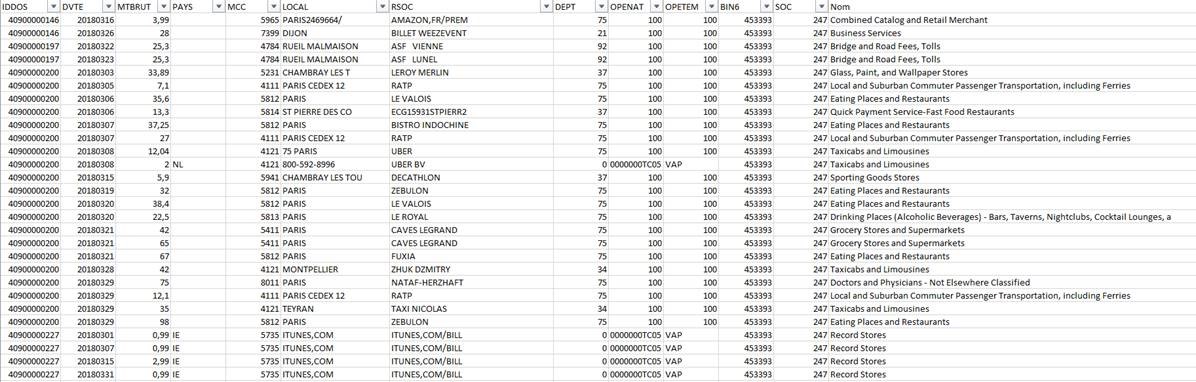 IDDOS DVTE MTBRUT PAYS MCC LOCAL RSOC DEPT OPENAT OPETEM BIN6 SOC Nom
40900000146 20180316 3,99 5965 PARIS2469664/ AMAZON,FR/PREM 75 100 100 453393 247 Combined Catalog and Retail Merchant
40900000146 20180326 28 7399 DIJON BILLET WEEZEVENT 21 100 100 453393 247 Business Services
40900000197 20180322 25,3 4784 RUEIL MALMAISON ASF VIENNE 92 100 100 453393 247 Bridge and Road Fees, Tolls
40900000197 20180323 25,3 4784 RUEIL MALMAISON ASF LUNEL 92 100 100 453393 247 Bridge and Road Fees, Tolls
40900000200 20180303 33,89 5231 CHAMBRAY LES T LEROY MERLIN 37 100 100 453393 247 Glass, Paint, and Wallpaper Stores
40900000200 20180305 7,1 4111 PARIS CEDEX 12 RATP 75 100 100 453393 247 Local and Suburban Commuter Passenger Transportation, including Ferries
40900000200 20180306 35,6 5812 PARIS LE VALOIS 75 100 100 453393 247 Eating Places and Restaurants
40900000200 20180306 13,3 5814 ST PIERRE DES CO ECG15931STPIERR2 37 100 100 453393 247 Quick Payment Service-Fast Food Restaurants
40900000200 20180307 37,25 5812 PARIS BISTRO INDOCHINE 75 100 100 453393 247 Eating Places and Restaurants
40900000200 20180307 27 4111 PARIS CEDEX 12 RATP 75 100 100 453393 247 Local and Suburban Commuter Passenger Transportation, including Ferries
40900000200 20180308 12,04 4121 75 PARIS UBER 75 100 100 453393 247 Taxicabs and Limousines
40900000200 20180308 2 NL 4121 800-592-8996 UBER BV 0 0000000TC05 VAP 453393 247 Taxicabs and Limousines
40900000200 20180315 5,9 5941 CHAMBRAY LES TOU DECATHLON 37 100 100 453393 247 Sporting Goods Stores
40900000200 20180319 32 5812 PARIS ZEBULON 75 100 100 453393 247 Eating Places and Restaurants
40900000200 20180320 38,4 5812 PARIS LE VALOIS 75 100 100 453393 247 Eating Places and Restaurants
40900000200 20180320 22,5 5813 PARIS LE ROYAL 75 100 100 453393 247 Drinking Places (Alcoholic Beverages) - Bars, Taverns, Nightclubs, Cocktail Lounges, a
40900000200 20180321 42 5411 PARIS CAVES LEGRAND 75 100 100 453393 247 Grocery Stores and Supermarkets
40900000200 20180321 65 5411 PARIS CAVES LEGRAND 75 100 100 453393 247 Grocery Stores and Supermarkets
40900000200 20180321 67 5812 PARIS FUXIA 75 100 100 453393 247 Eating Places and Restaurants
40900000200 20180328 42 4121 MONTPELLIER ZHUK DZMITRY 34 100 100 453393 247 Taxicabs and Limousines
40900000200 20180329 75 8011 PARIS NATAF-HERZHAFT 75 100 100 453393 247 Doctors and Physicians - Not Elsewhere Classified
40900000200 20180329 12,1 4111 PARIS CEDEX 12 RATP 75 100 100 453393 247 Local and Suburban Commuter Passenger Transportation, including Ferries
40900000200 20180329 35 4121 TEYRAN TAXI NICOLAS 34 100 100 453393 247 Taxicabs and Limousines
40900000200 20180329 98 5812 PARIS ZEBULON 75 100 100 453393 247 Eating Places and Restaurants
40900000227 20180301 0,99 IE 5735 ITUNES,COM ITUNES,COM/BILL 0 0000000TC05 VAP 453393 247 Record Stores
40900000227 20180307 0,99 IE 5735 ITUNES,COM ITUNES,COM/BILL 0 0000000TC05 VAP 453393 247 Record Stores
40900000227 20180315 2,99 IE 5735 ITUNES,COM ITUNES,COM/BILL 0 0000000TC05 VAP 453393 247 Record Stores
40900000227 20180331 0,99 IE 5735 ITUNES,COM ITUNES,COM/BILL 0 0000000TC05 VAP 453393 247 Record Stores